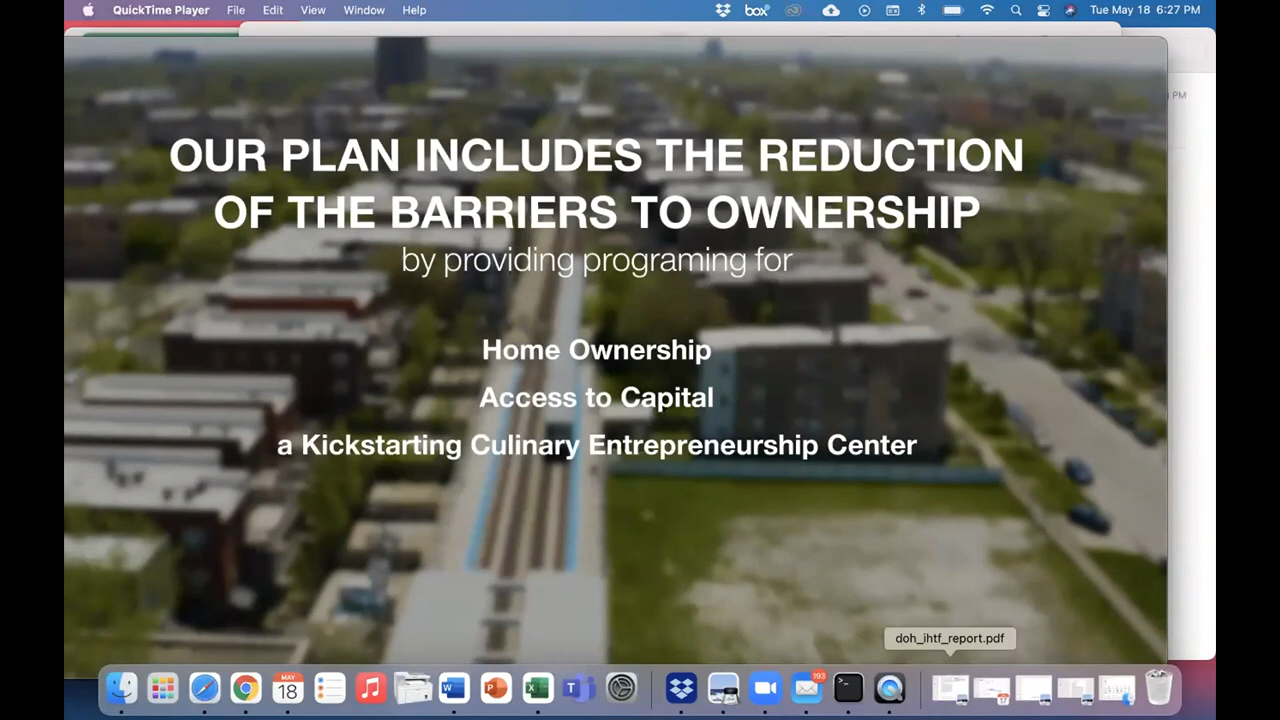 QuickTime Player File Edit View Window Help box Tue May 18 6:27 PM
PM
OUR PLAN INCLUDES THE REDUCTION
OF THE BARRIERS TO OWNERSHIP
by providing programing for
Home Ownership
Access to Capital
a Kickstarting Culinary Entrepreneurship Center
doh_ihtf_report.pdf
193
MAY
18
W
P
X
T
17